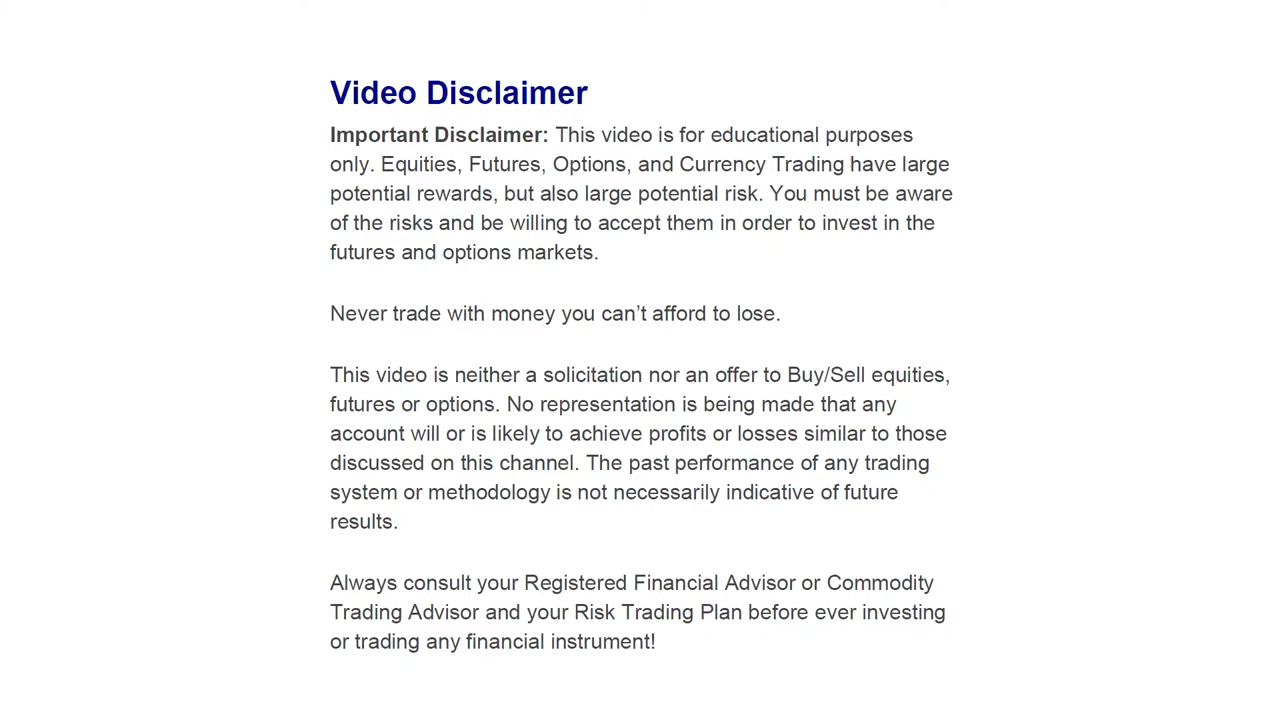 Video Disclaimer
Important Disclaimer: This video is for educational purposes
only. Equities, Futures, Options, and Currency Trading have large
potential rewards, but also large potential risk. You must be aware
of the risks and be willing to accept them in order to invest in the
futures and options markets.
Never trade with money you can’t afford to lose.
This video is neither a solicitation nor an offer to Buy/Sell equities,
futures or options. No representation is being made that any
account will or is likely to achieve profits or losses similar to those
discussed on this channel. The past performance of any trading
system or methodology is not necessarily indicative of future
results.
Always consult your Registered Financial Advisor or Commodity
Trading Advisor and your Risk Trading Plan before ever investing
or trading any financial instrument!